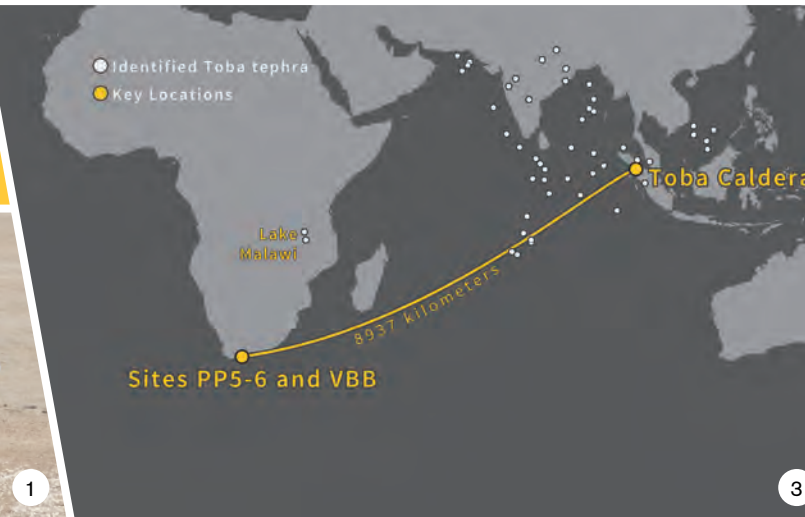 Identified Toba tephra
Key Locations
Toba Caldera
Lake
Malawi
8937 kilometers
Sites PP5-6 and VBB
1
3